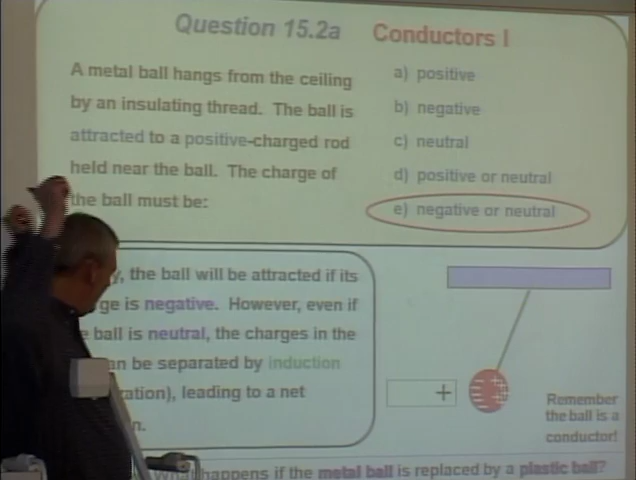 Question 15.2a Conductors I
A metal ball hangs from the ceiling
by an insulating thread. The ball is
attracted to a positive-charged rod
held near the ball. The charge of
the ball must be:
a) positive
b) negative
c) neutral
d) positive or neutral
e) negative or neutral
, the ball will be attracted if its
is negative. However, even if
ball is neutral, the charges in the
be separated by induction
leading to a net
+
Remember
the ball is a
conductor!
happens if the metal ball is replaced by a plastic ball?